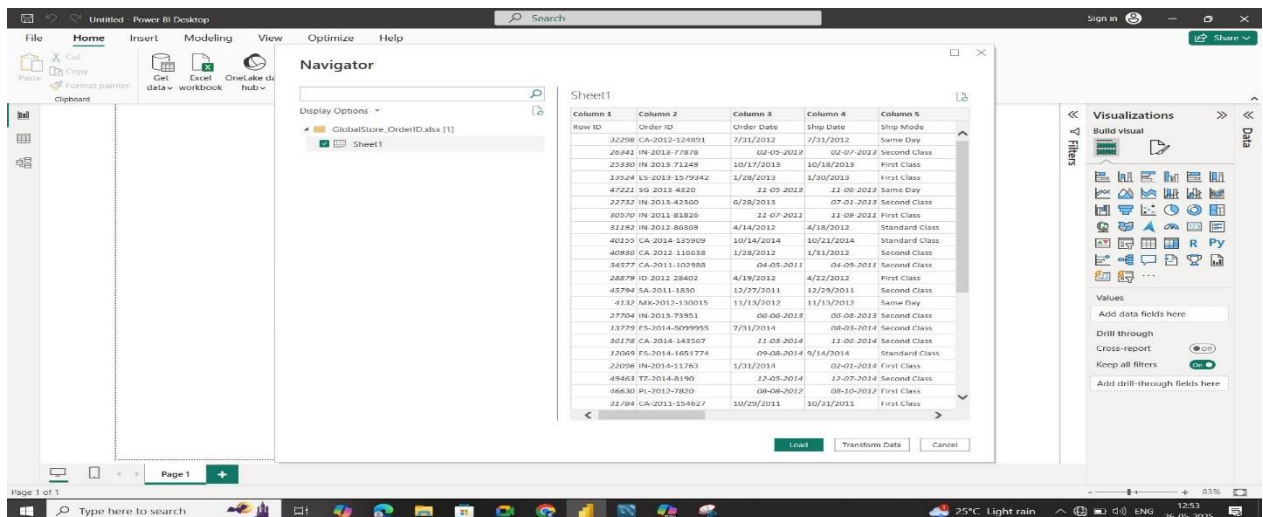 Untitled - Power BI Desktop
Search
Sign in
File Home Insert Modeling View Optimize Help
Share
Paste
Cut
Copy
Format painter
Clipboard
Get data
Excel workbook
OneLake da
hub
Navigator
Display Options
GlobalStore_OrderID.xlsx [1]
Sheet1
Sheet1
Column 1 Column 2 Column 3 Column 4 Column 5
Row ID Order ID Order Date Ship Date Ship Mode
32298 CA-2012-124891 7/31/2012 7/31/2012 Same Day
26341 IN-2013-77878 02-05-2013 02-07-2013 Second Class
25330 IN-2013-71249 10/17/2013 10/18/2013 First Class
13524 ES-2013-1579342 1/28/2013 1/30/2013 First Class
47221 SG-2013-4320 11-05-2013 11-06-2013 Same Day
22732 IN-2013-42360 6/28/2013 07-01-2013 Second Class
30570 IN-2011-81826 11-07-2011 11-09-2011 First Class
31192 IN-2012-86369 4/14/2012 4/18/2012 Standard Class
40155 CA-2014-135909 10/14/2014 10/21/2014 Standard Class
40936 CA-2012-116638 1/28/2012 1/31/2012 Second Class
34577 CA-2011-102988 04-05-2011 04-09-2011 Second Class
28879 ID-2012-28402 4/19/2012 4/22/2012 First Class
45794 SA-2011-1830 12/27/2011 12/29/2011 Second Class
4132 MX-2012-130015 11/13/2012 11/13/2012 Same Day
27704 IN-2013-73951 06-06-2013 06-08-2013 Second Class
13779 ES-2014-5099955 7/31/2014 08-03-2014 Second Class
36178 CA-2014-143567 11-03-2014 11-06-2014 Second Class
12069 ES-2014-1651774 09-08-2014 9/14/2014 Standard Class
22096 IN-2014-11763 1/31/2014 02-01-2014 First Class
49463 TZ-2014-8190 12-05-2014 12-07-2014 Second Class
46630 PL-2012-7820 08-08-2012 08-10-2012 First Class
31784 CA-2011-154627 10/29/2011 10/31/2011 First Class
Load Transform Data Cancel
Filters
Visualizations
Build visual
R Py
Values
Add data fields here
Drill through
Cross-report Off
Keep all filters On
Add drill-through fields here
Data
Page 1
Page 1 of 1
83%
Type here to search
25°C Light rain
ENG
12:53
26-05-2025